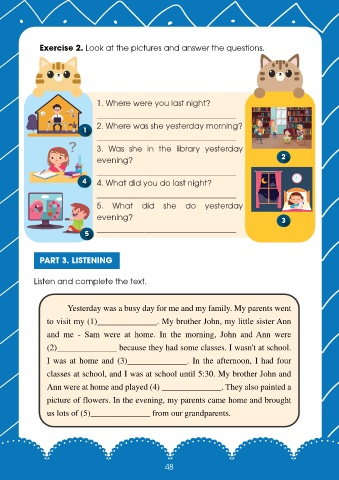 Exercise 2. Look at the pictures and answer the questions.
1. Where were you last night?
2. Where was she yesterday morning?
3. Was she in the library yesterday
evening?
4. What did you do last night?
5. What did she do yesterday
evening?
1
2
3
4
5
?
PART 3. LISTENING
Listen and complete the text.
Yesterday was a busy day for me and my family. My parents went
to visit my (1)_______________. My brother John, my little sister Ann
and me - Sam were at home. In the morning, John and Ann were
(2)_______________ because they had some classes. I wasn't at school.
I was at home and (3)_______________. In the afternoon, I had four
classes at school, and I was at school until 5:30. My brother John and
Ann were at home and played (4) _______________. They also painted a
picture of flowers. In the evening, my parents came home and brought
us lots of (5)_______________ from our grandparents.
48